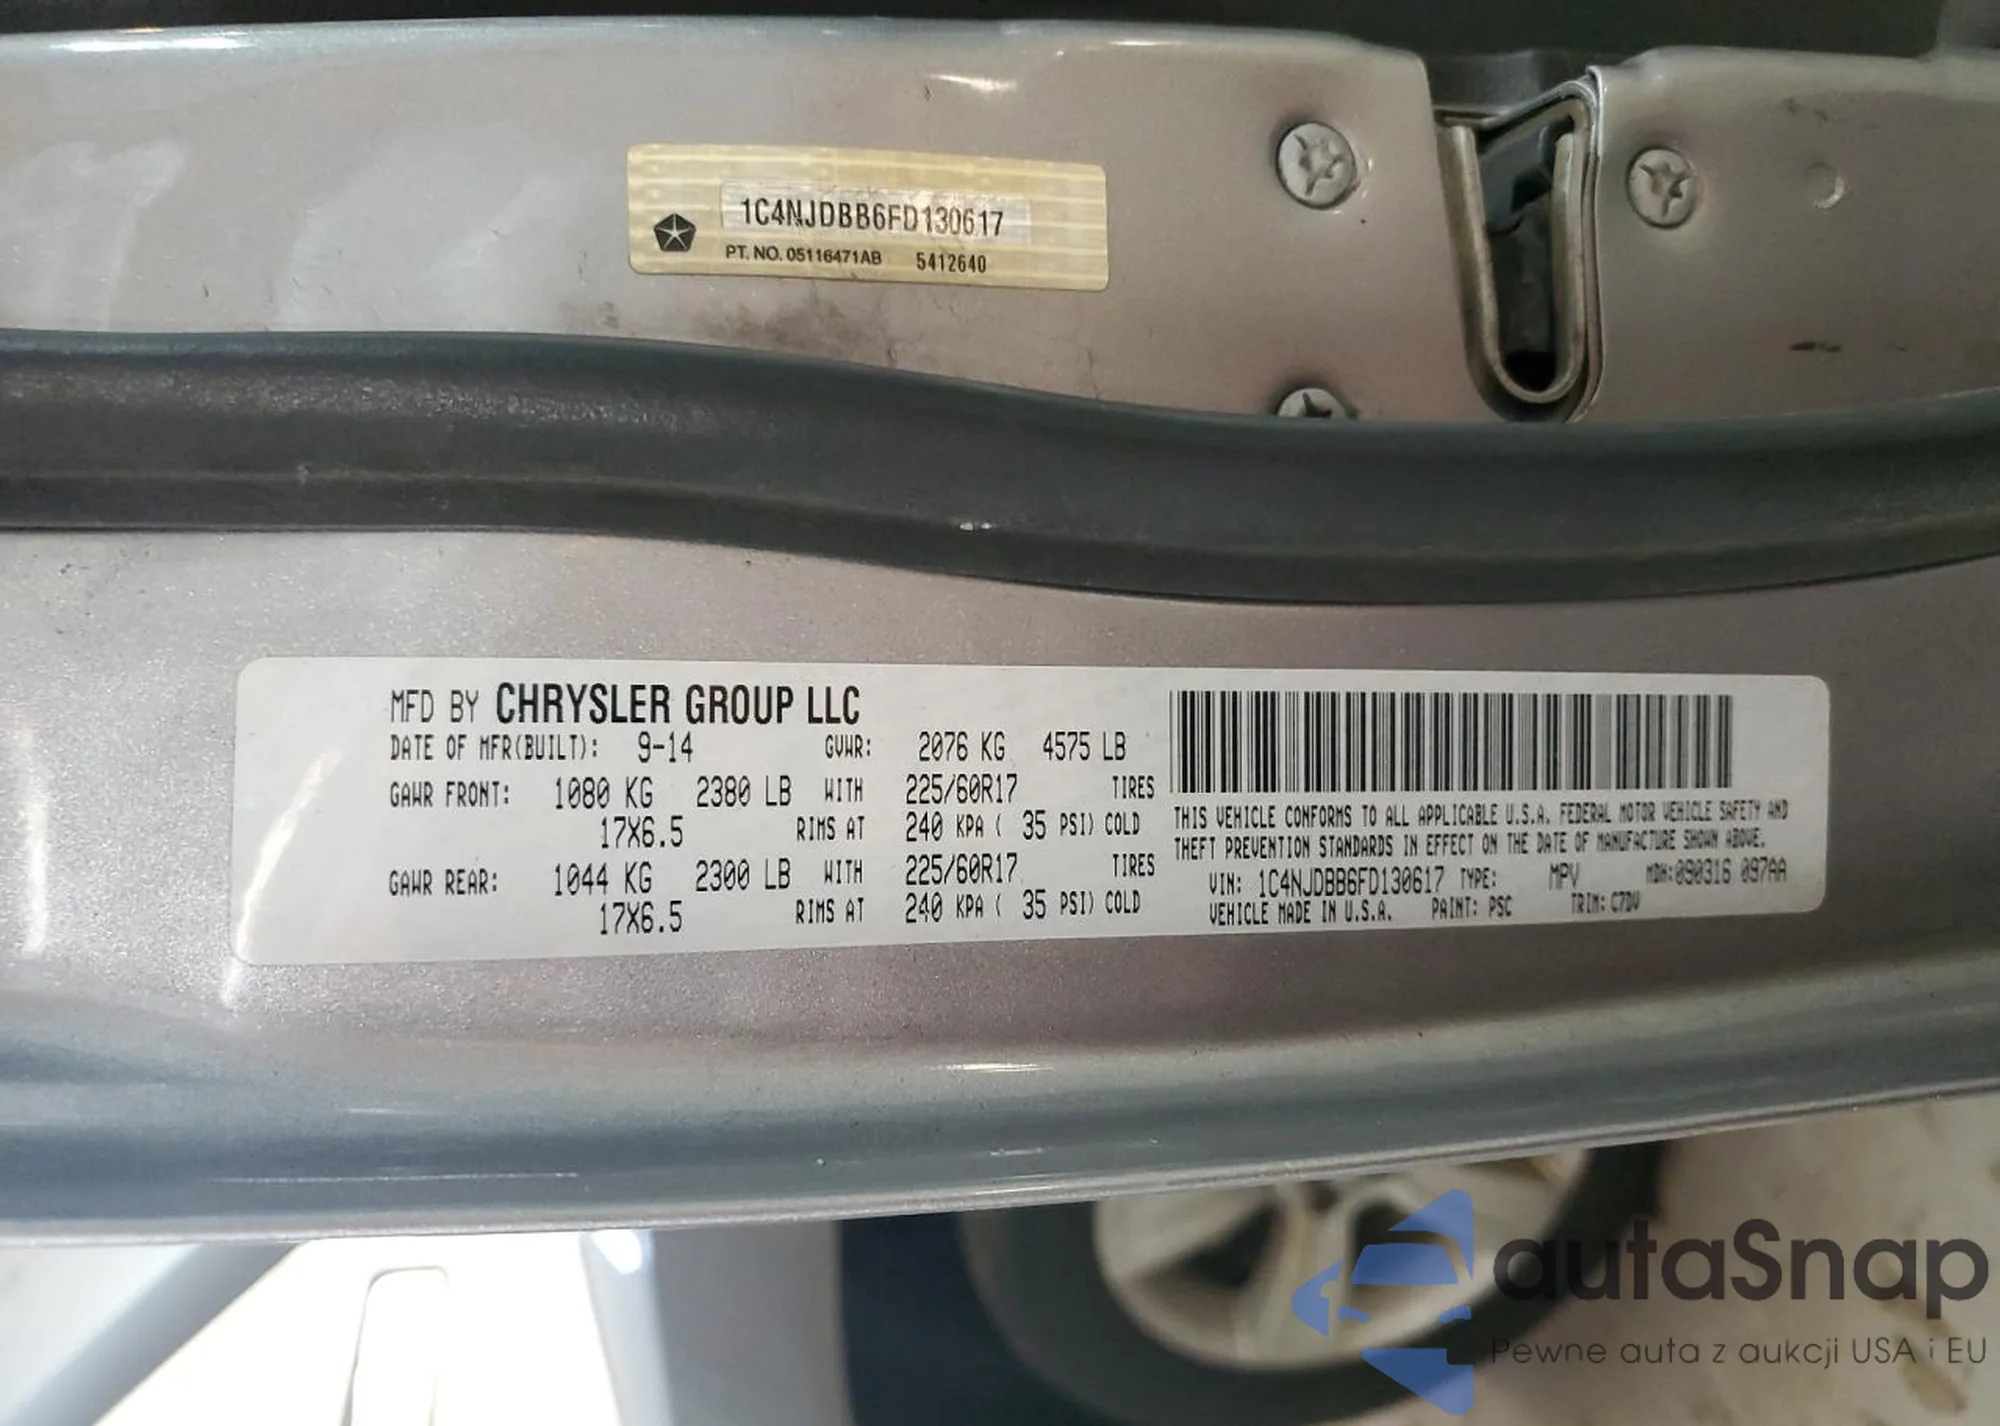 1C4NJDBB6FD130617
PT. NO. 05116471AB 5412640
MFD BY CHRYSLER GROUP LLC
DATE OF MFR(BUILT): 9-14 GVWR: 2076 KG 4575 LB
GAWR FRONT: 1080 KG 2380 LB WITH 225/60R17 TIRES
17X6.5 RIMS AT 240 KPA ( 35 PSI) COLD
GAWR REAR: 1044 KG 2300 LB WITH 225/60R17 TIRES
17X6.5 RIMS AT 240 KPA ( 35 PSI) COLD
THIS VEHICLE CONFORMS TO ALL APPLICABLE U.S.A. FEDERAL MOTOR VEHICLE SAFETY AND
THEFT PREVENTION STANDARDS IN EFFECT ON THE DATE OF MANUFACTURE SHOWN ABOVE.
VIN: 1C4NJDBB6FD130617 TYPE: MPV MDH:090316 097AA
VEHICLE MADE IN U.S.A. PAINT: PSC TRIM: C7DV
autaSnap
Pewne auta z aukcji USA i EU